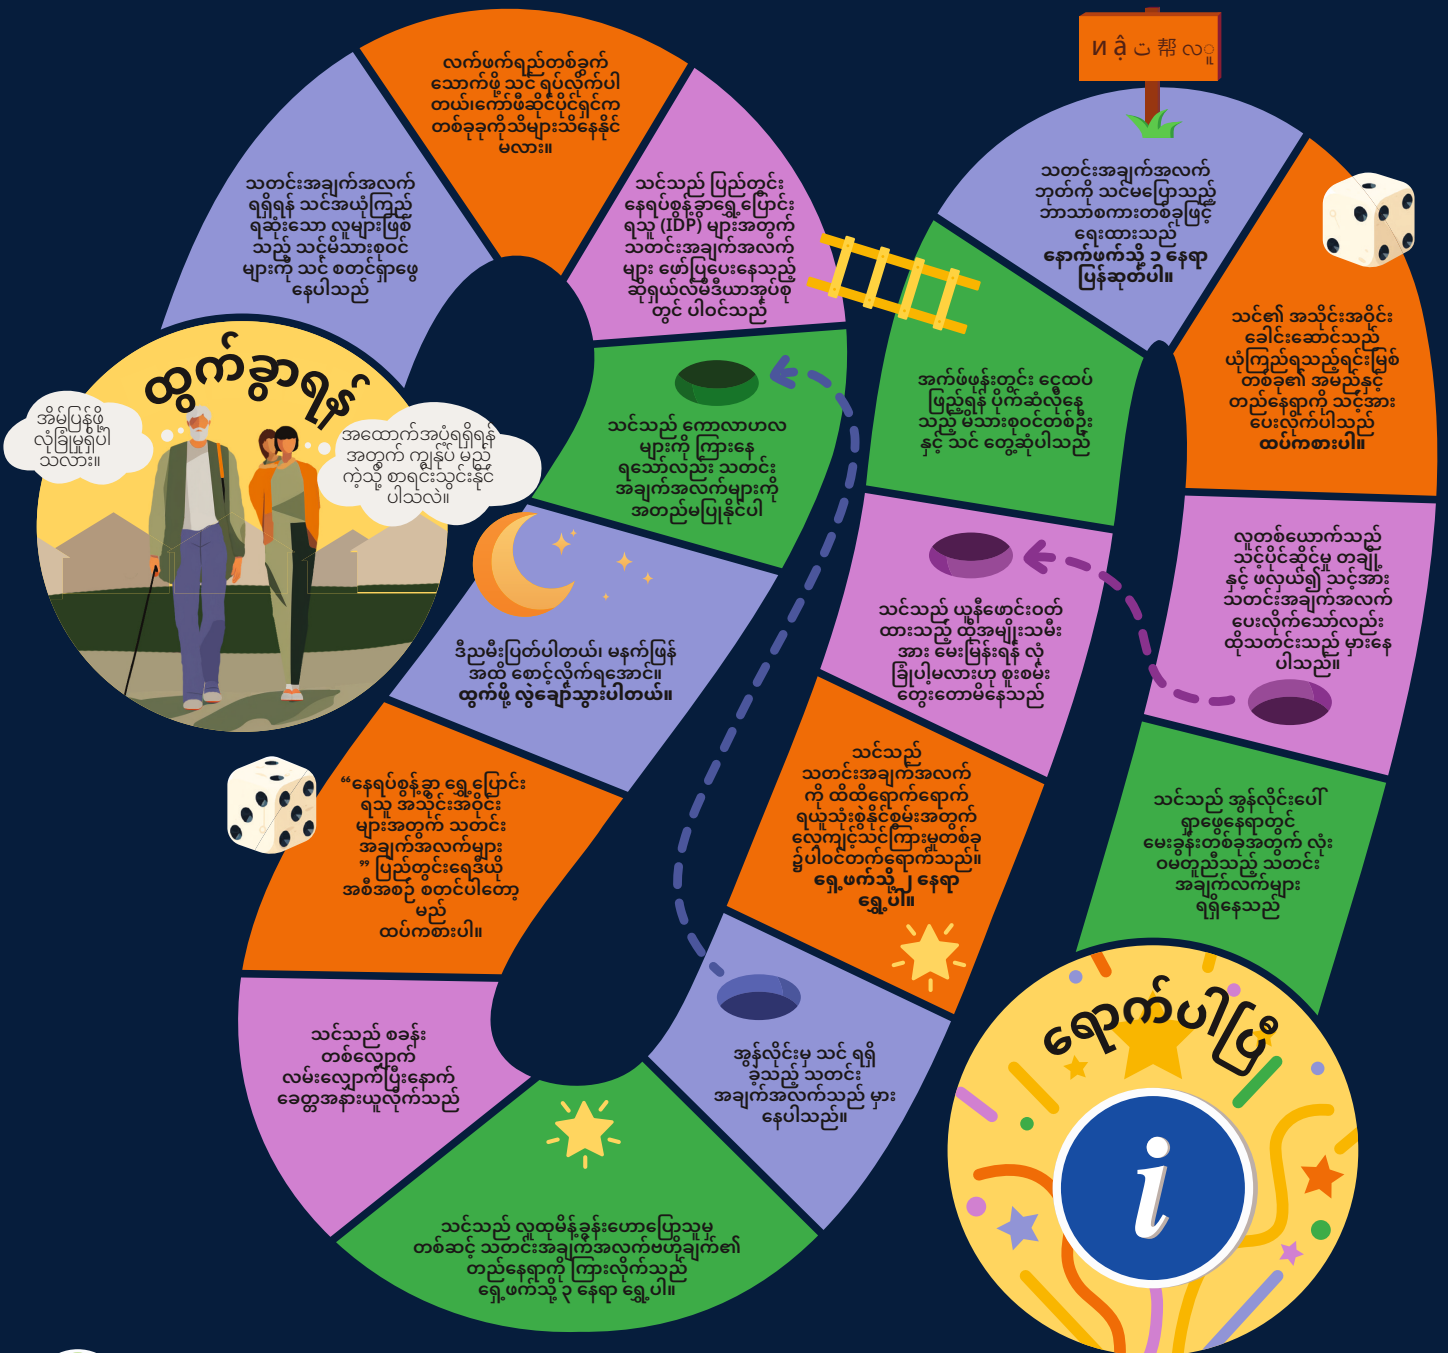 ထွက်ခွာရန်
အိမ်ပြန်ဖို့
လုံခြုံမှုရှိပါ
သလား။
အထောက်အပံ့ရရှိရန်
အတွက် ကျွန်ုပ် မည်
ကဲ့သို့ စာရင်းသွင်းနိုင်
ပါသလဲ။
သတင်းအချက်အလက်
ရရှိရန် သင်အယုံကြည်
ရဆုံးသော လူများဖြစ်
သည့် သင့်မိသားစုဝင်
များကို သင် စတင်ရှာဖွေ
နေပါသည်
လက်ဖက်ရည်တစ်ခွက်
သောက်ဖို့ သင် ရပ်လိုက်ပါ
တယ်၊ကော်ဖီဆိုင်ပိုင်ရှင်က
တစ်ခုခုကိုသိများသိနေနိုင်
မလား။
သင်သည် ပြည်တွင်း
နေရပ်စွန့်ခွာရွှေ့ပြောင်း
ရသူ (IDP) များအတွက်
သတင်းအချက်အလက်
များ ဖော်ပြပေးနေသည့်
ဆိုရှယ်လ်မီဒီယာအုပ်စု
တွင် ပါဝင်သည်
သင်သည် ကောလာဟလ
များကို ကြားနေ
ရသော်လည်း သတင်း
အချက်အလက်များကို
အတည်မပြုနိုင်ပါ
ဒီညမီးပြတ်ပါတယ်၊ မနက်ဖြန်
အထိ စောင့်လိုက်ရအောင်။
ထွက်ဖို့ လွဲချော်သွားပါတယ်။
“နေရပ်စွန့်ခွာ ရွှေ့ပြောင်း
ရသူ အသိုင်းအဝိုင်း
များအတွက် သတင်း
အချက်အလက်များ
” ပြည်တွင်းရေဒီယို
အစီအစဉ် စတင်ပါတော့
မည်
ထပ်ကစားပါ။
သင်သည် စခန်း
တစ်လျှောက်
လမ်းလျှောက်ပြီးနောက်
ခေတ္တအနားယူလိုက်သည်
သင်သည် လူထုမိန့်ခွန်းဟောပြောသူမှ
တစ်ဆင့် သတင်းအချက်အလက်ဗဟိုချက်၏
တည်နေရာကို ကြားလိုက်သည်
ရှေ့ဖက်သို့ ၃ နေရာ ရွှေ့ပါ။
အွန်လိုင်းမှ သင် ရရှိ
ခဲ့သည့် သတင်း
အချက်အလက်သည် မှား
နေပါသည်။
သင်သည်
သတင်းအချက်အလက်
ကို ထိထိရောက်ရောက်
ရယူသုံးစွဲနိုင်စွမ်းအတွက်
လေ့ကျင့်သင်ကြားမှုတစ်ခု
၌ပါဝင်တက်ရောက်သည်။
ရှေ့ဖက်သို့ ၂ နေရာ
ရွှေ့ပါ။
သင်သည် ယူနီဖောင်းဝတ်
ထားသည့် ထိုအမျိုးသမီး
အား မေးမြန်းရန် လုံ
ခြုံပါ့မလားဟု စူးစမ်း
တွေးတောမိနေသည်
အက်ဖ်ဖုန်းတွင်း ငွေထပ်
ဖြည့်ရန် ပိုက်ဆံလိုနေ
သည့် မိသားစုဝင်တစ်ဦး
နှင့် သင် တွေ့ဆုံပါသည်
и ậ ت 帮 လူ
သတင်းအချက်အလက်
ဘုတ်ကို သင်မပြောသည့်
ဘာသာစကားတစ်ခုဖြင့်
ရေးထားသည်
နောက်ဖက်သို့ ၁ နေရာ
ပြန်ဆုတ်ပါ။
သင်၏ အသိုင်းအဝိုင်း
ခေါင်းဆောင်သည်
ယုံကြည်ရသည့်ရင်းမြစ်
တစ်ခု၏ အမည်နှင့်
တည်နေရာကို သင့်အား
ပေးလိုက်ပါသည်
ထပ်ကစားပါ။
လူတစ်ယောက်သည်
သင့်ပိုင်ဆိုင်မှု တချို့
နှင့် ဖလှယ်၍ သင့်အား
သတင်းအချက်အလက်
ပေးလိုက်သော်လည်း
ထိုသတင်းသည် မှားနေ
ပါသည်။
သင်သည် အွန်လိုင်းပေါ်
ရှာဖွေနေရာတွင်
မေးခွန်းတစ်ခုအတွက် လုံး
ဝမတူညီသည့် သတင်း
အချက်လက်များ
ရရှိနေသည်
ရောက်ပါပြီ
i